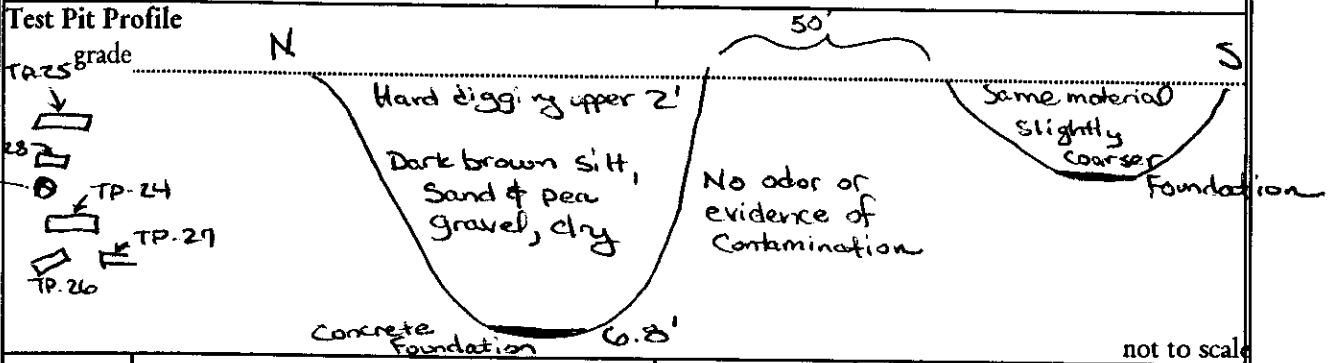 Test Pit Profile
grade
N
50'
S
TP-25
28
TP-24
TP-27
TP-26
Hard digging upper 2'
Dark brown silt,
Sand & pea
gravel, dry
No odor or
evidence of
Contamination
Same material
Slightly
Coarser
Foundation
Concrete
Foundation
6.8'
not to scale